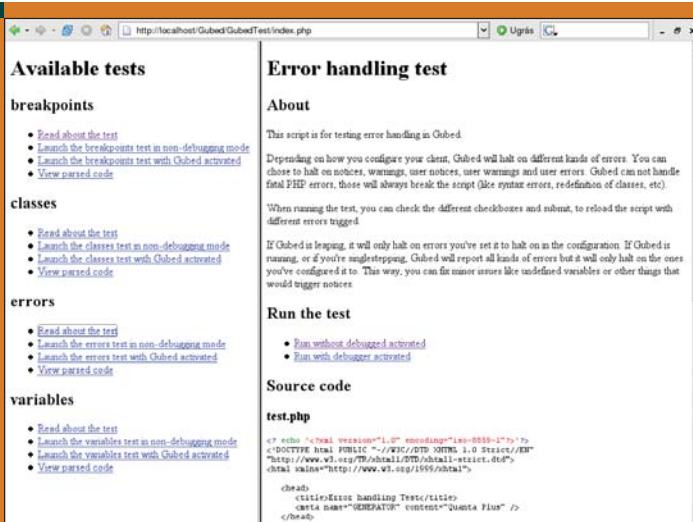 http://localhost/Gubed/GubedTest/index.php
Ugrás
Available tests
breakpoints
Read about the test
Launch the breakpoints test in non-debugging mode
Launch the breakpoints test with Gubed activated
View parsed code
classes
Read about the test
Launch the classes test in non-debugging mode
Launch the classes test with Gubed activated
View parsed code
errors
Read about the test
Launch the errors test in non-debugging mode
Launch the errors test with Gubed activated
View parsed code
variables
Read about the test
Launch the variables test in non-debugging mode
Launch the variables test with Gubed activated
View parsed code
Error handling test
About
This script is for testing error handling in Gubed.
Depending on how you configure your client, Gubed will halt on different kinds of errors. You can
chose to halt on notices, warnings, user notices, user warnings and user errors. Gubed can not handle
fatal PHP errors, those will always break the script (like syntax errors, redefinition of classes, etc).
When running the test, you can check the different checkboxes and submit, to reload the script with
different errors trigged.
If Gubed is leaping, it will only halt on errors you've set it to halt on in the configuration. If Gubed is
running, or if you're singlestepping, Gubed will report all kinds of errors but it will only halt on the ones
you've configured it to. This way, you can fix minor issues like undefined variables or other things that
would trigger notices.
Run the test
Run without debugged activated
Run with debugger activated
Source code
test.php
<? echo '<?xml version="1.0" encoding="iso-8859-1"?>'?>
<!DOCTYPE html PUBLIC "-//W3C//DTD XHTML 1.0 Strict//EN"
"http://www.w3.org/TR/xhtml1/DTD/xhtml1-strict.dtd">
<html xmlns="http://www.w3.org/1999/xhtml">
<head>
<title>Error handling Test</title>
<meta name="GENERATOR" content="Quanta Plus" />
</head>